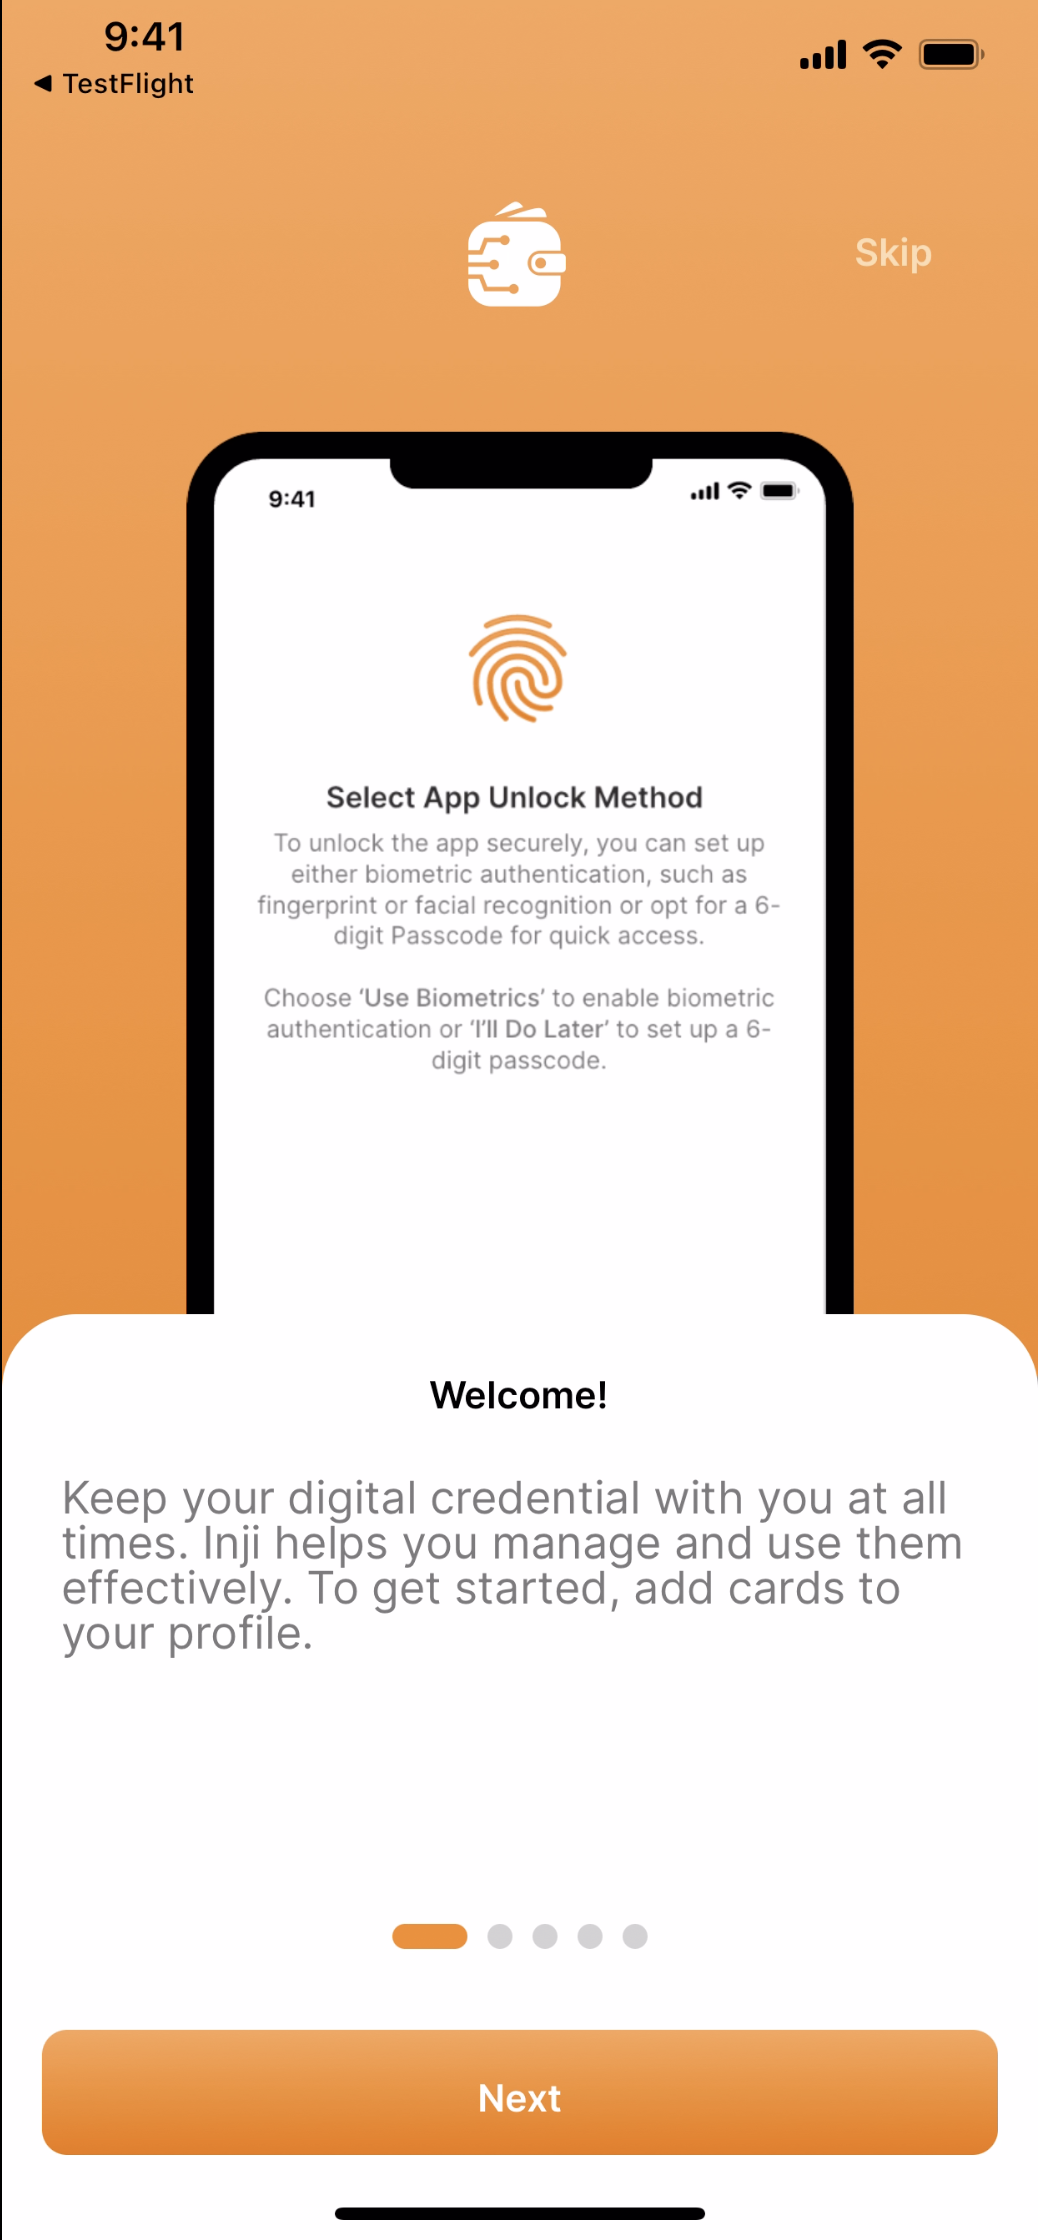 9:41
◀ TestFlight
Skip
9:41
Select App Unlock Method
To unlock the app securely, you can set up
either biometric authentication, such as
fingerprint or facial recognition or opt for a 6-
digit Passcode for quick access.
Choose ‘Use Biometrics’ to enable biometric
authentication or ‘I’ll Do Later’ to set up a 6-
digit passcode.
Welcome!
Keep your digital credential with you at all
times. Inji helps you manage and use them
effectively. To get started, add cards to
your profile.
Next